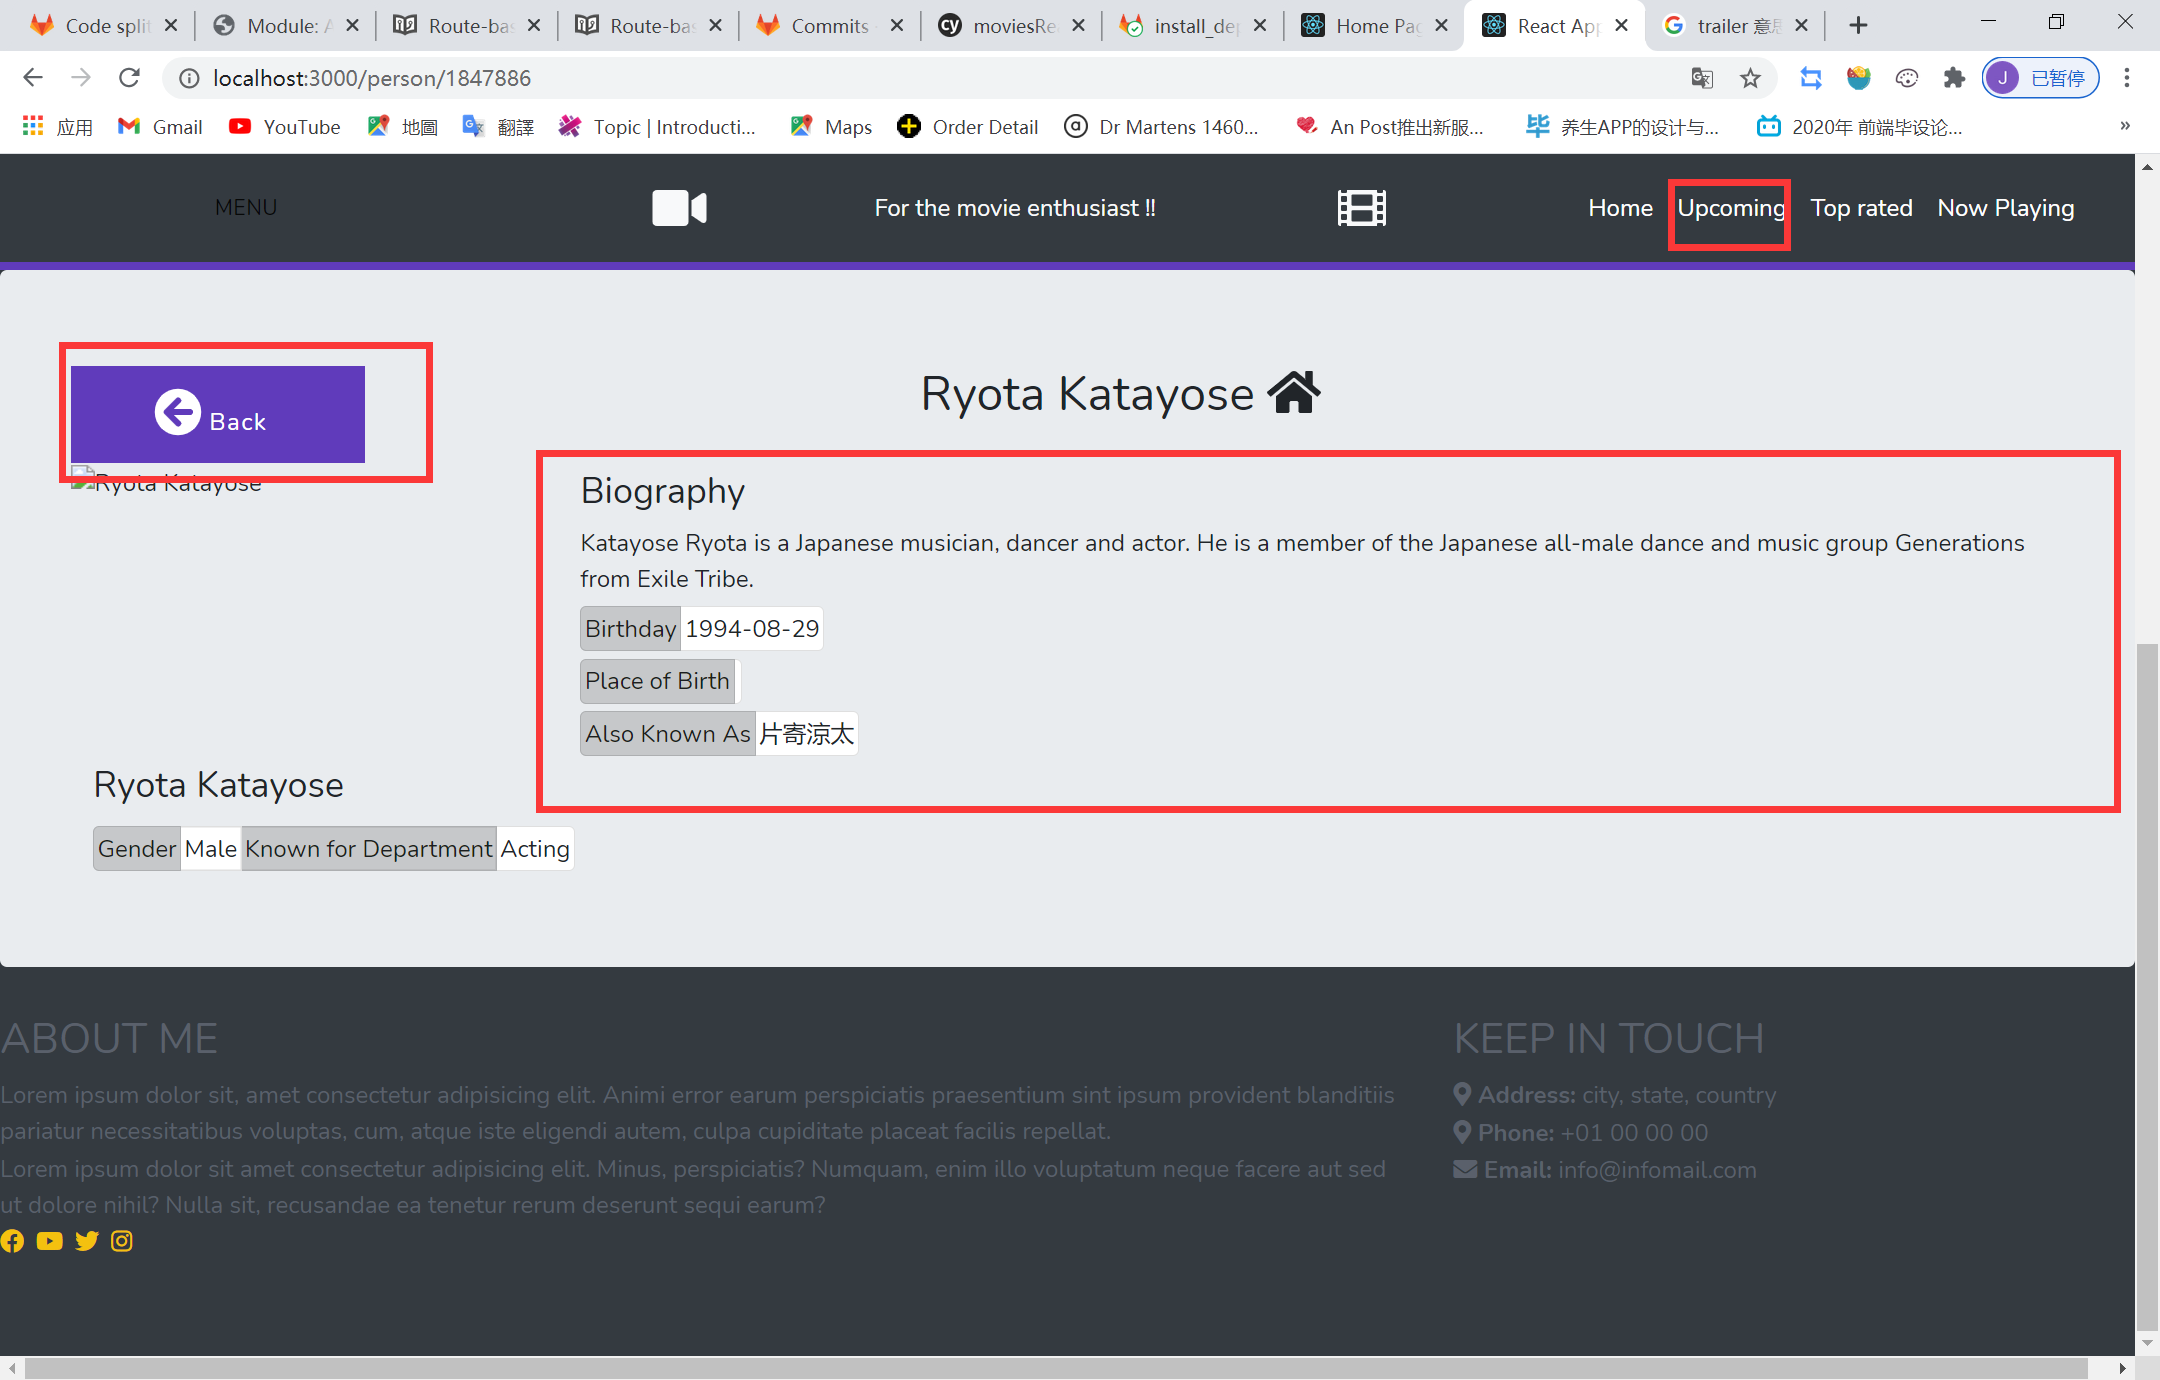 Code split
Module: A
Route-bas
Route-bas
Commits ·
moviesRe
install_dep
Home Pag
React App
trailer 意思
localhost:3000/person/1847886
J 已暂停
应用
Gmail
YouTube
地圖
翻譯
Topic | Introducti...
Maps
Order Detail
Dr Martens 1460...
An Post推出新服...
养生APP的设计与...
2020年 前端毕设论...
»
MENU
For the movie enthusiast !!
Home Upcoming Top rated Now Playing
Back
Ryota Katayose
Ryota Katayose
Biography
Katayose Ryota is a Japanese musician, dancer and actor. He is a member of the Japanese all-male dance and music group Generations
from Exile Tribe.
Birthday 1994-08-29
Place of Birth
Also Known As 片寄涼太
Ryota Katayose
Gender Male Known for Department Acting
ABOUT ME
Lorem ipsum dolor sit, amet consectetur adipisicing elit. Animi error earum perspiciatis praesentium sint ipsum provident blanditiis
pariatur necessitatibus voluptas, cum, atque iste eligendi autem, culpa cupiditate placeat facilis repellat.
Lorem ipsum dolor sit amet consectetur adipisicing elit. Minus, perspiciatis? Numquam, enim illo voluptatum neque facere aut sed
ut dolore nihil? Nulla sit, recusandae ea tenetur rerum deserunt sequi earum?
KEEP IN TOUCH
Address: city, state, country
Phone: +01 00 00 00
Email: info@infomail.com